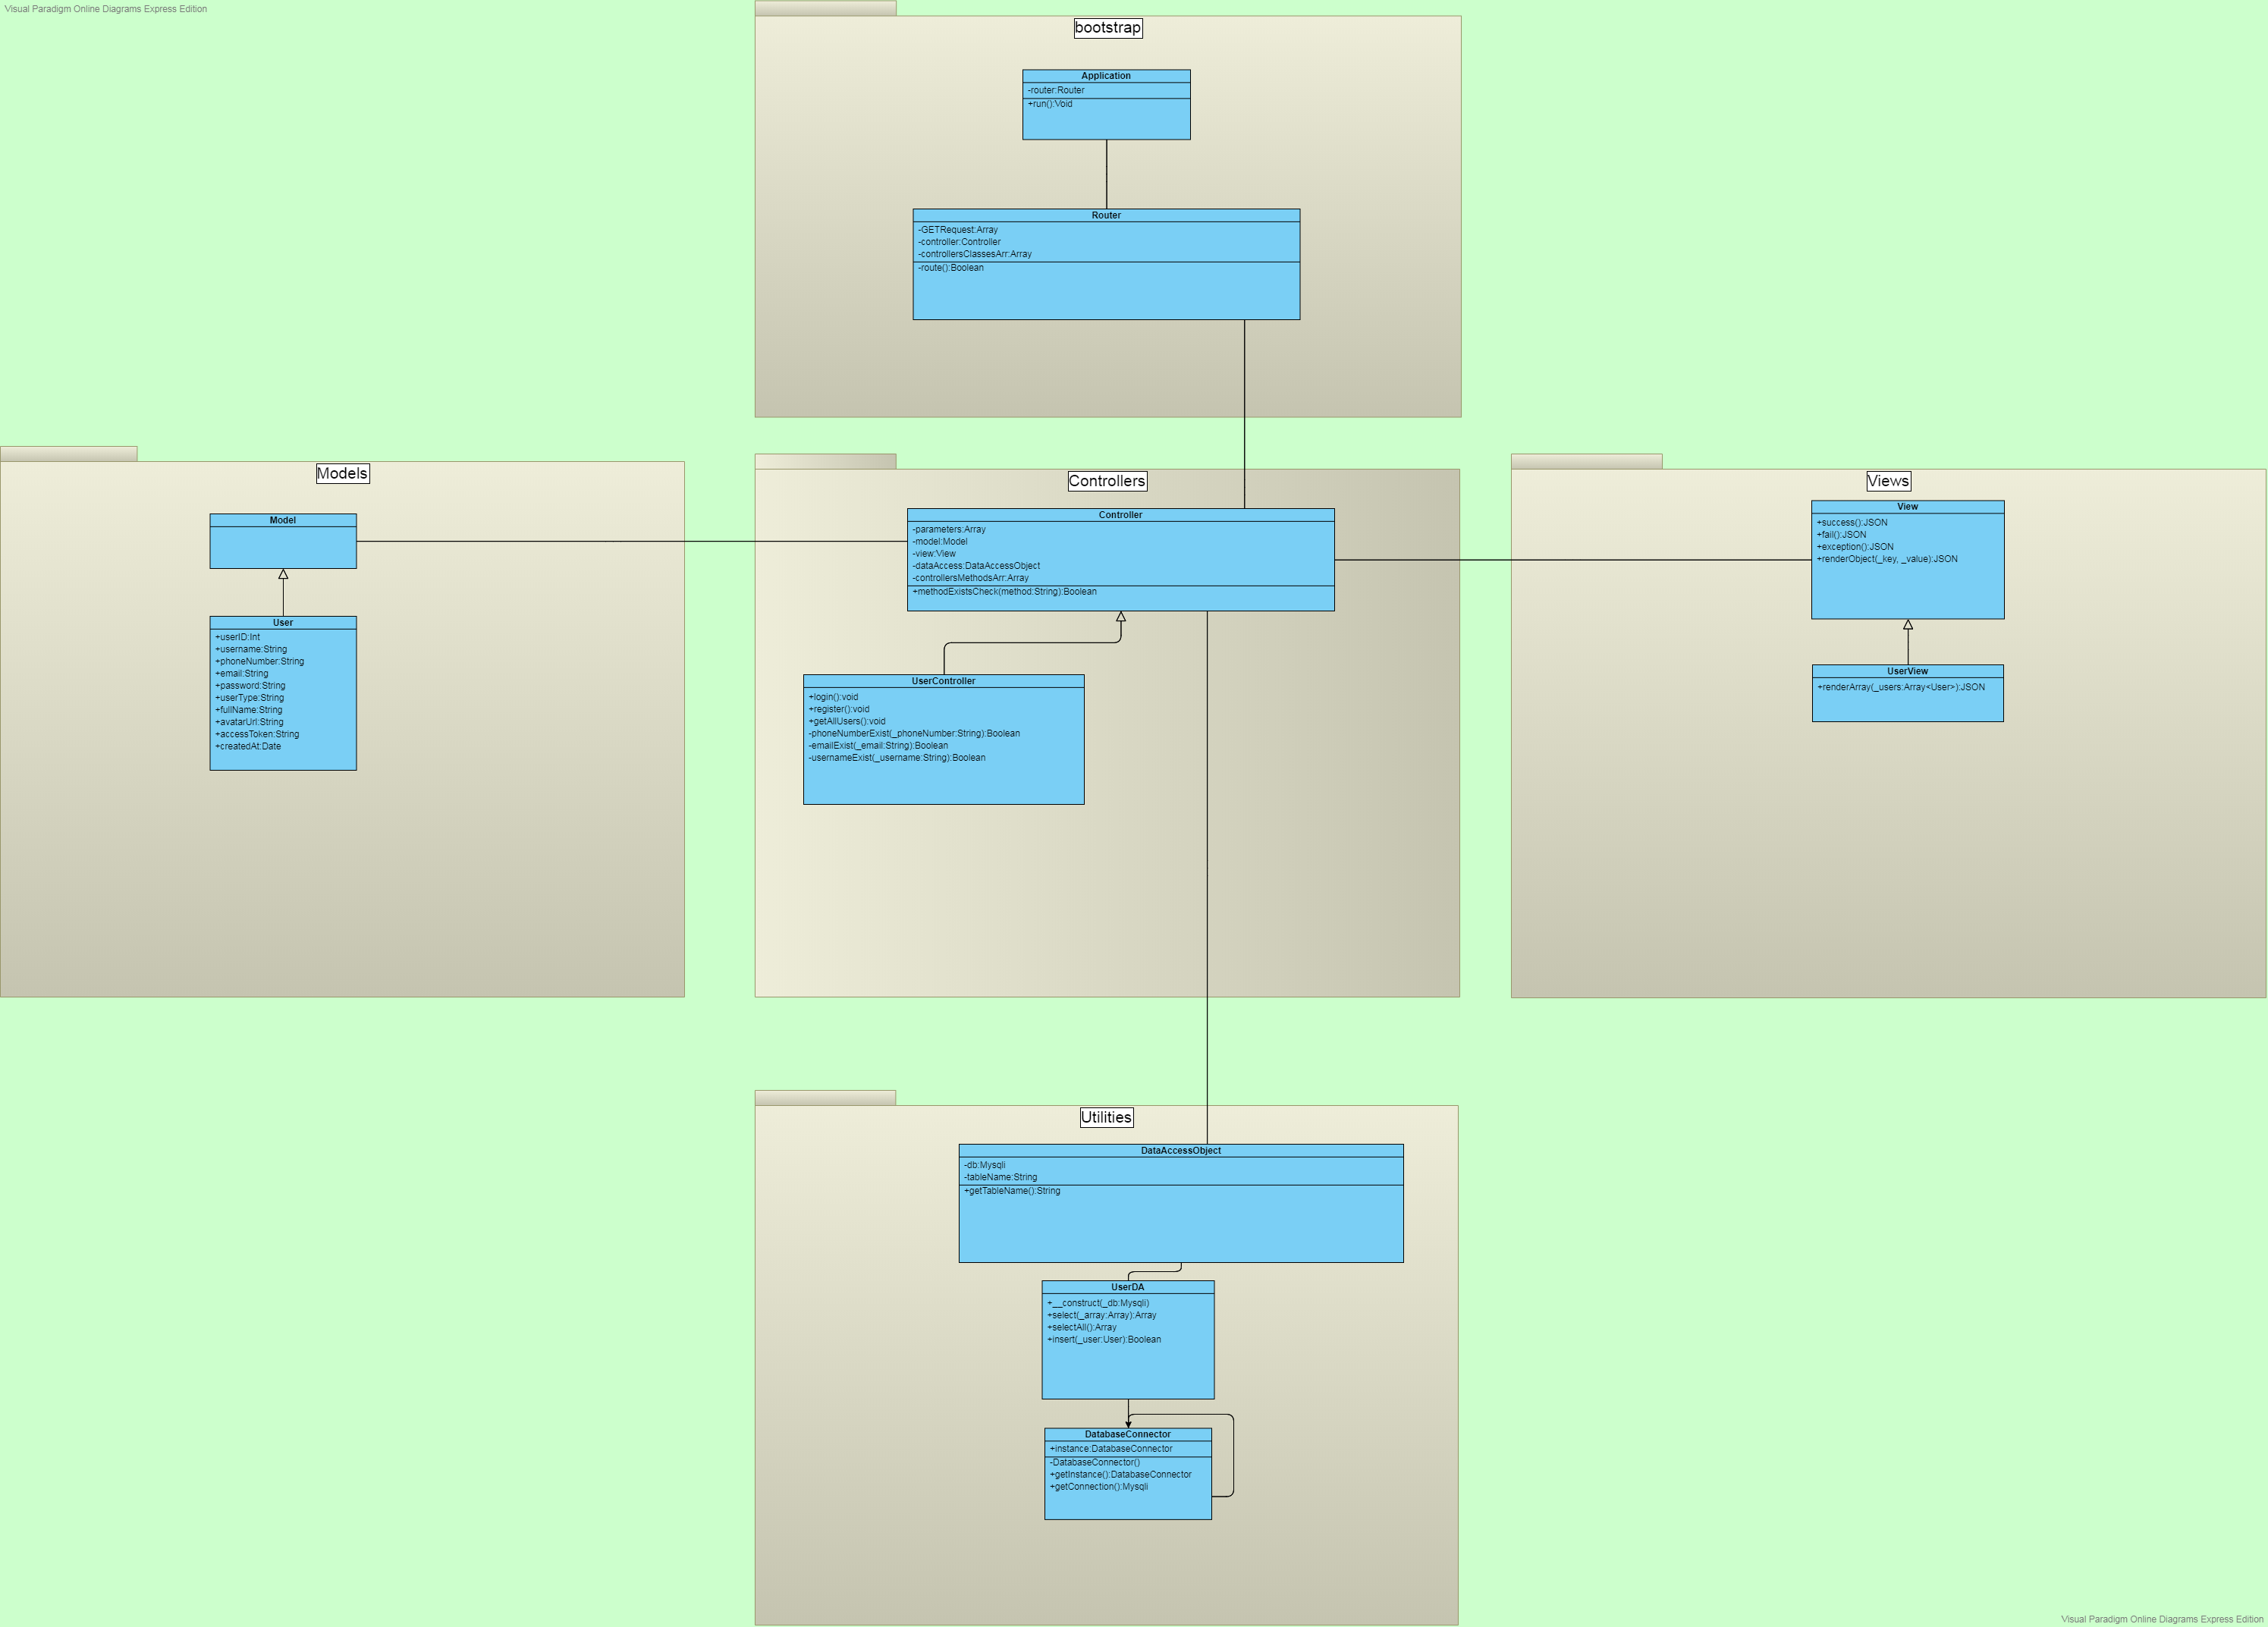 Visual Paradigm Online Diagrams Express Edition
bootstrap
Application
-router:Router
+run():Void
Router
-GETRequest:Array
-controller:Controller
-controllersClassesArr:Array
-route():Boolean
Models
Model
User
+userID:Int
+username:String
+phoneNumber:String
+email:String
+password:String
+userType:String
+fullName:String
+avatarUrl:String
+accessToken:String
+createdAt:Date
Controllers
Controller
-parameters:Array
-model:Model
-view:View
-dataAccess:DataAccessObject
-controllersMethodsArr:Array
+methodExistsCheck(method:String):Boolean
UserController
+login():void
+register():void
+getAllUsers():void
-phoneNumberExist(_phoneNumber:String):Boolean
-emailExist(_email:String):Boolean
-usernameExist(_username:String):Boolean
Views
View
+success():JSON
+fail():JSON
+exception():JSON
+renderObject(_key, _value):JSON
UserView
+renderArray(_users:Array<User>):JSON
Utilities
DataAccessObject
-db:Mysqli
-tableName:String
+getTableName():String
UserDA
+__construct(_db:Mysqli)
+select(_array:Array):Array
+selectAll():Array
+insert(_user:User):Boolean
DatabaseConnector
+instance:DatabaseConnector
-DatabaseConnector()
+getInstance():DatabaseConnector
+getConnection():Mysqli
Visual Paradigm Online Diagrams Express Edition